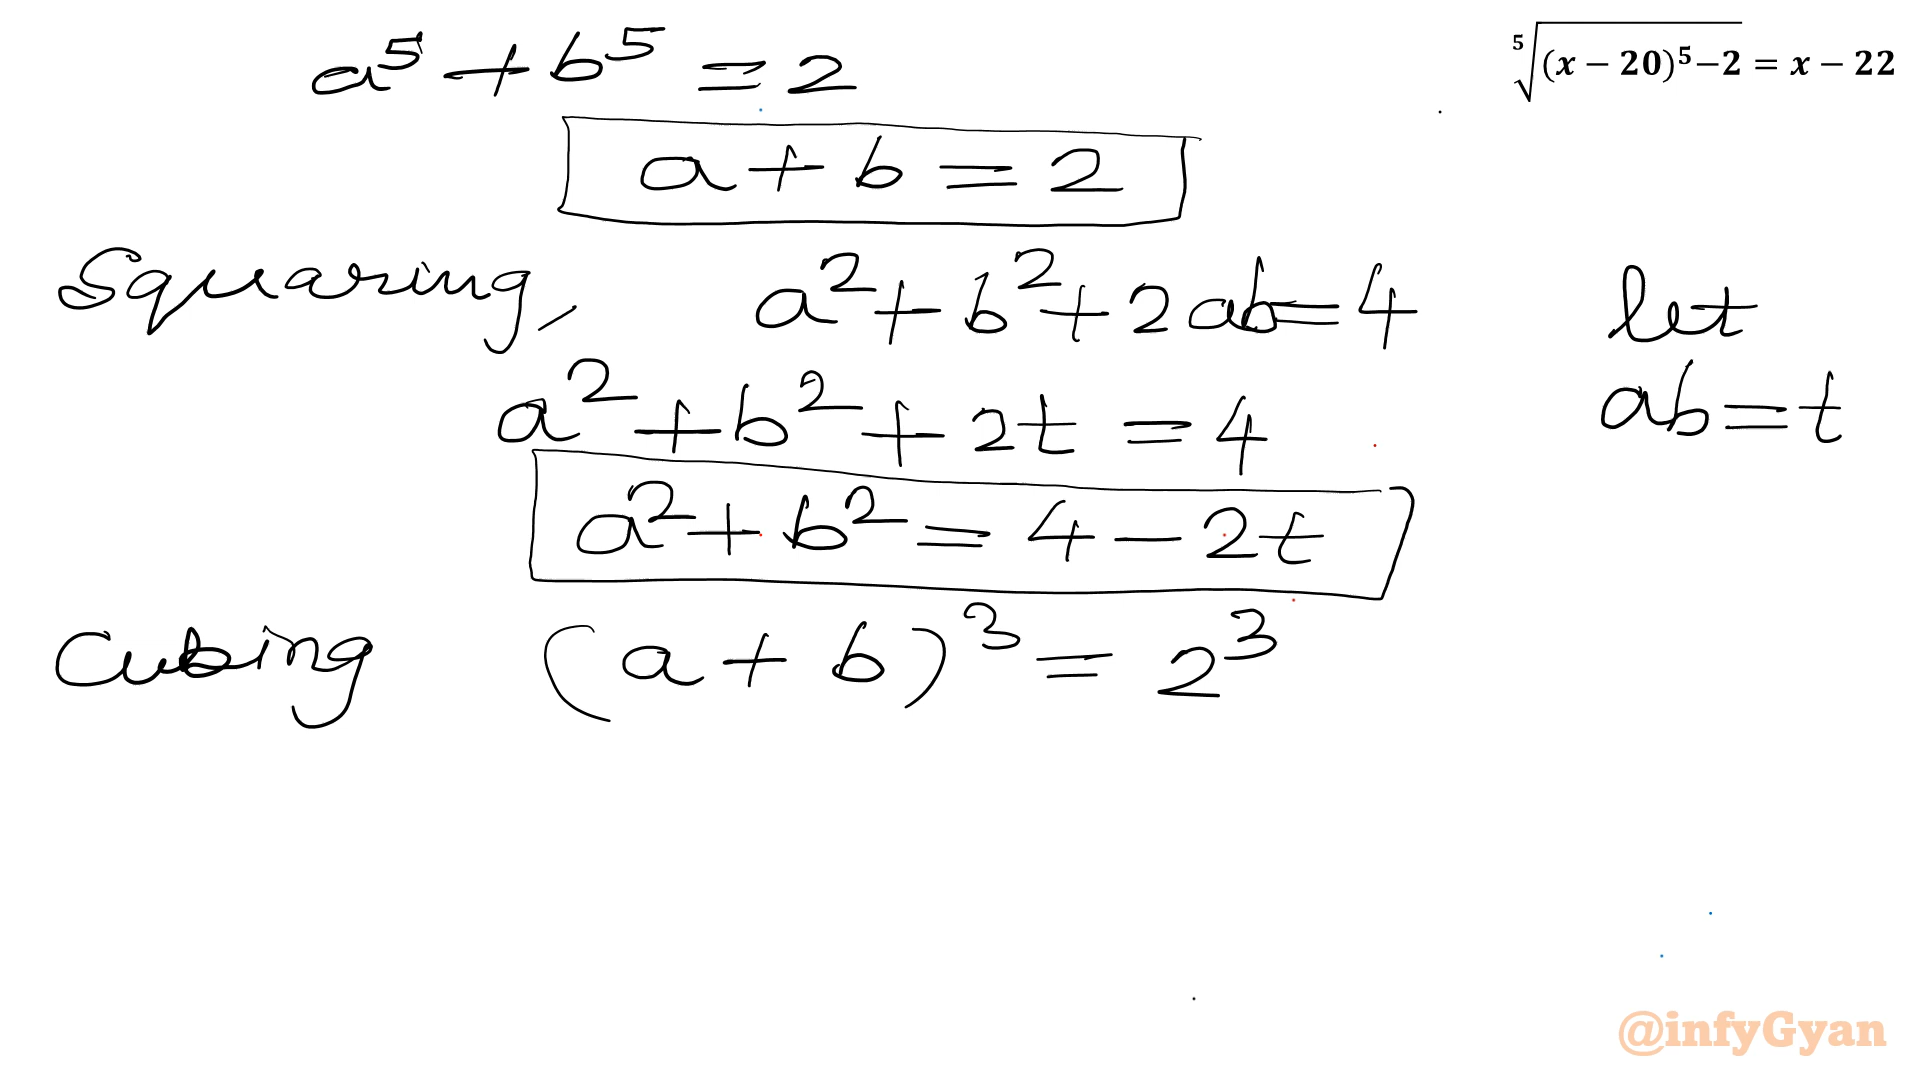 a⁵ + b⁵ = 2
⁵√((x − 20)⁵−2) = x − 22
a + b = 2
Squaring, a² + b² + 2ab = 4
let
a² + b² + 2t = 4
ab = t
a² + b² = 4 − 2t
Cubing (a + b)³ = 2³
@infyGyan